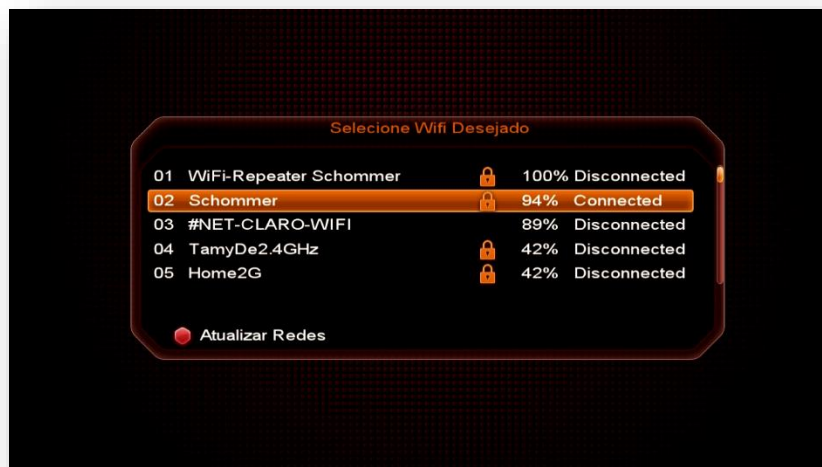 Selecione Wifi Desejado
01 WiFi-Repeater Schommer 100% Disconnected
02 Schommer 94% Connected
03 #NET-CLARO-WIFI 89% Disconnected
04 TamyDe2.4GHz 42% Disconnected
05 Home2G 42% Disconnected
Atualizar Redes